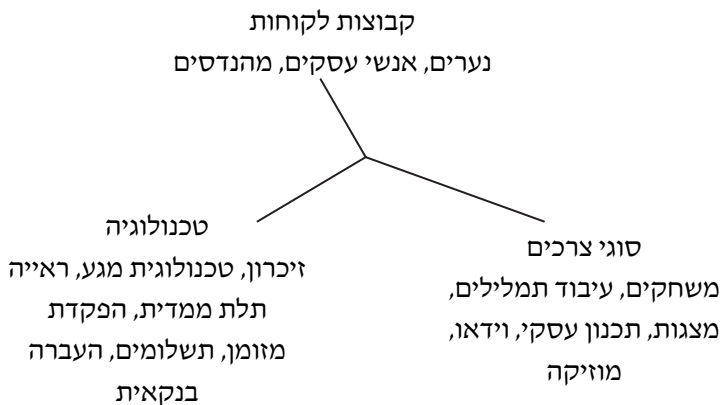 קבוצות לקוחות
נערים, אנשי עסקים, מהנדסים
סוגי צרכים
משחקים, עיבוד תמלילים,
מצגות, תכנון עסקי, וידאו,
מוזיקה
טכנולוגיה
זיכרון, טכנולוגית מגע, ראייה
תלת ממדית, הפקדת
מזומן, תשלומים, העברה
בנקאית